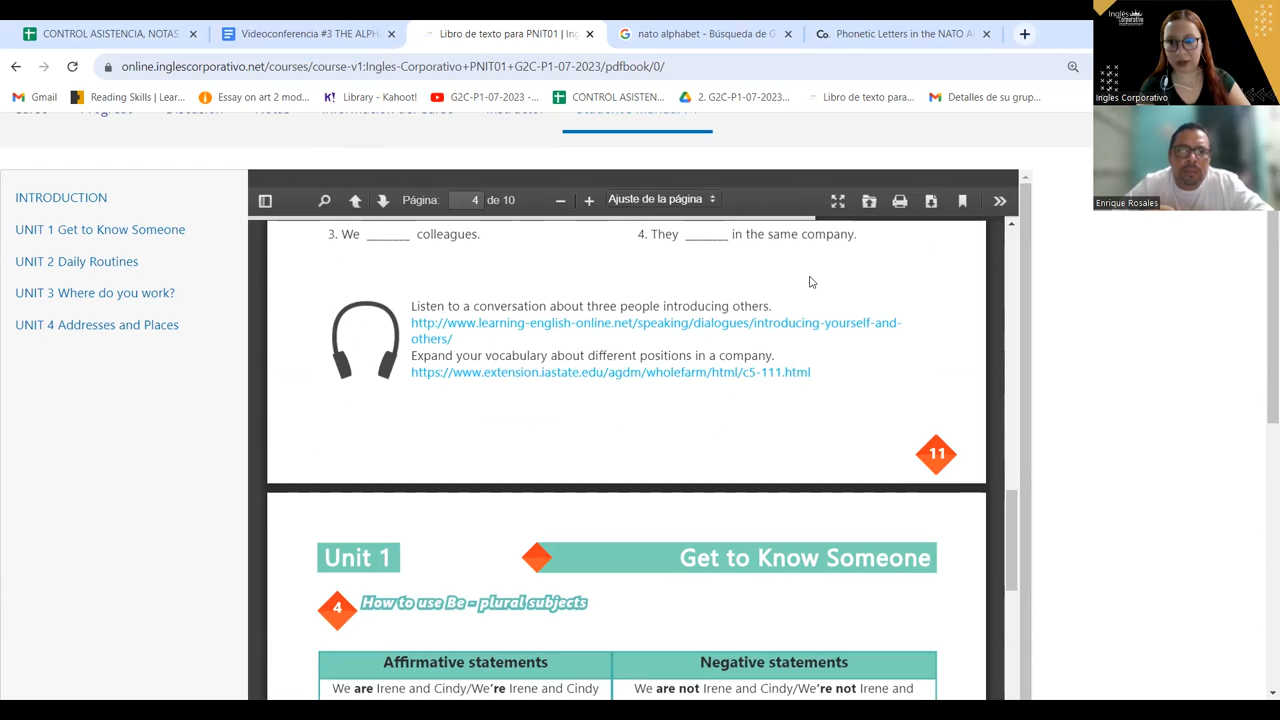 CONTROL ASISTENCIA, NOTAS
Videoconferencia #3 THE ALPH
Libro de texto para PNIT01 | In
nato alphabet - Búsqueda de G
Phonetic Letters in the NATO A
online.inglescorporativo.net/courses/course-v1:Ingles-Corporativo+PNIT01+G2C-P1-07-2023/pdfbook/0/
Gmail
Reading Skills | Lear...
Essay on art 2 mod...
Library - Kah
G2C-P1-07-2023 -...
CONTROL ASISTEN...
2. G2C-P1-07-2023...
Libro de texto para...
Detalles de su grup...
Ingles Corporativo
Enrique Rosales
INTRODUCTION
UNIT 1 Get to Know Someone
UNIT 2 Daily Routines
UNIT 3 Where do you work?
UNIT 4 Addresses and Places
Página: 4 de 10
Ajuste de la página
3. We ________ colleagues.
4. They ________ in the same company.
Listen to a conversation about three people introducing others.
http://www.learning-english-online.net/speaking/dialogues/introducing-yourself-and-
others/
Expand your vocabulary about different positions in a company.
https://www.extension.iastate.edu/agdm/wholefarm/html/c5-111.html
11
Unit 1
Get to Know Someone
4
How to use Be - plural subjects
Affirmative statements
Negative statements
We are Irene and Cindy/We're Irene and Cindy
We are not Irene and Cindy/We're not Irene and